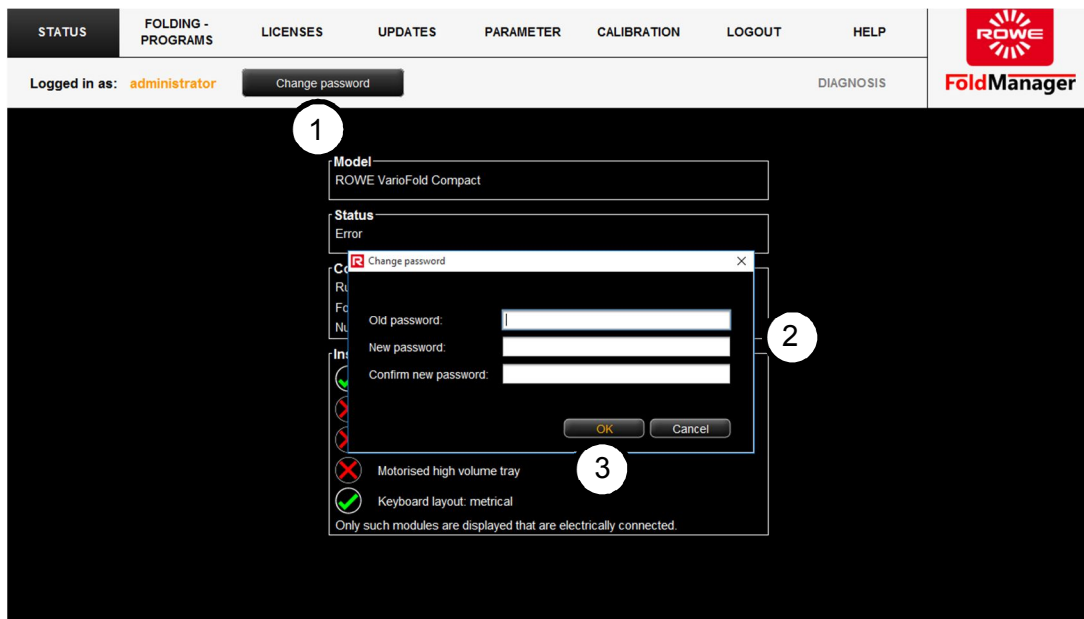 STATUS
FOLDING -
PROGRAMS
LICENSES
UPDATES
PARAMETER
CALIBRATION
LOGOUT
HELP
ROWE
Logged in as: administrator
Change password
DIAGNOSIS
FoldManager
1
Model
ROWE VarioFold Compact
Status
Error
Change password
Old password:
New password:
Confirm new password:
2
OK
Cancel
3
Motorised high volume tray
Keyboard layout: metrical
Only such modules are displayed that are electrically connected.